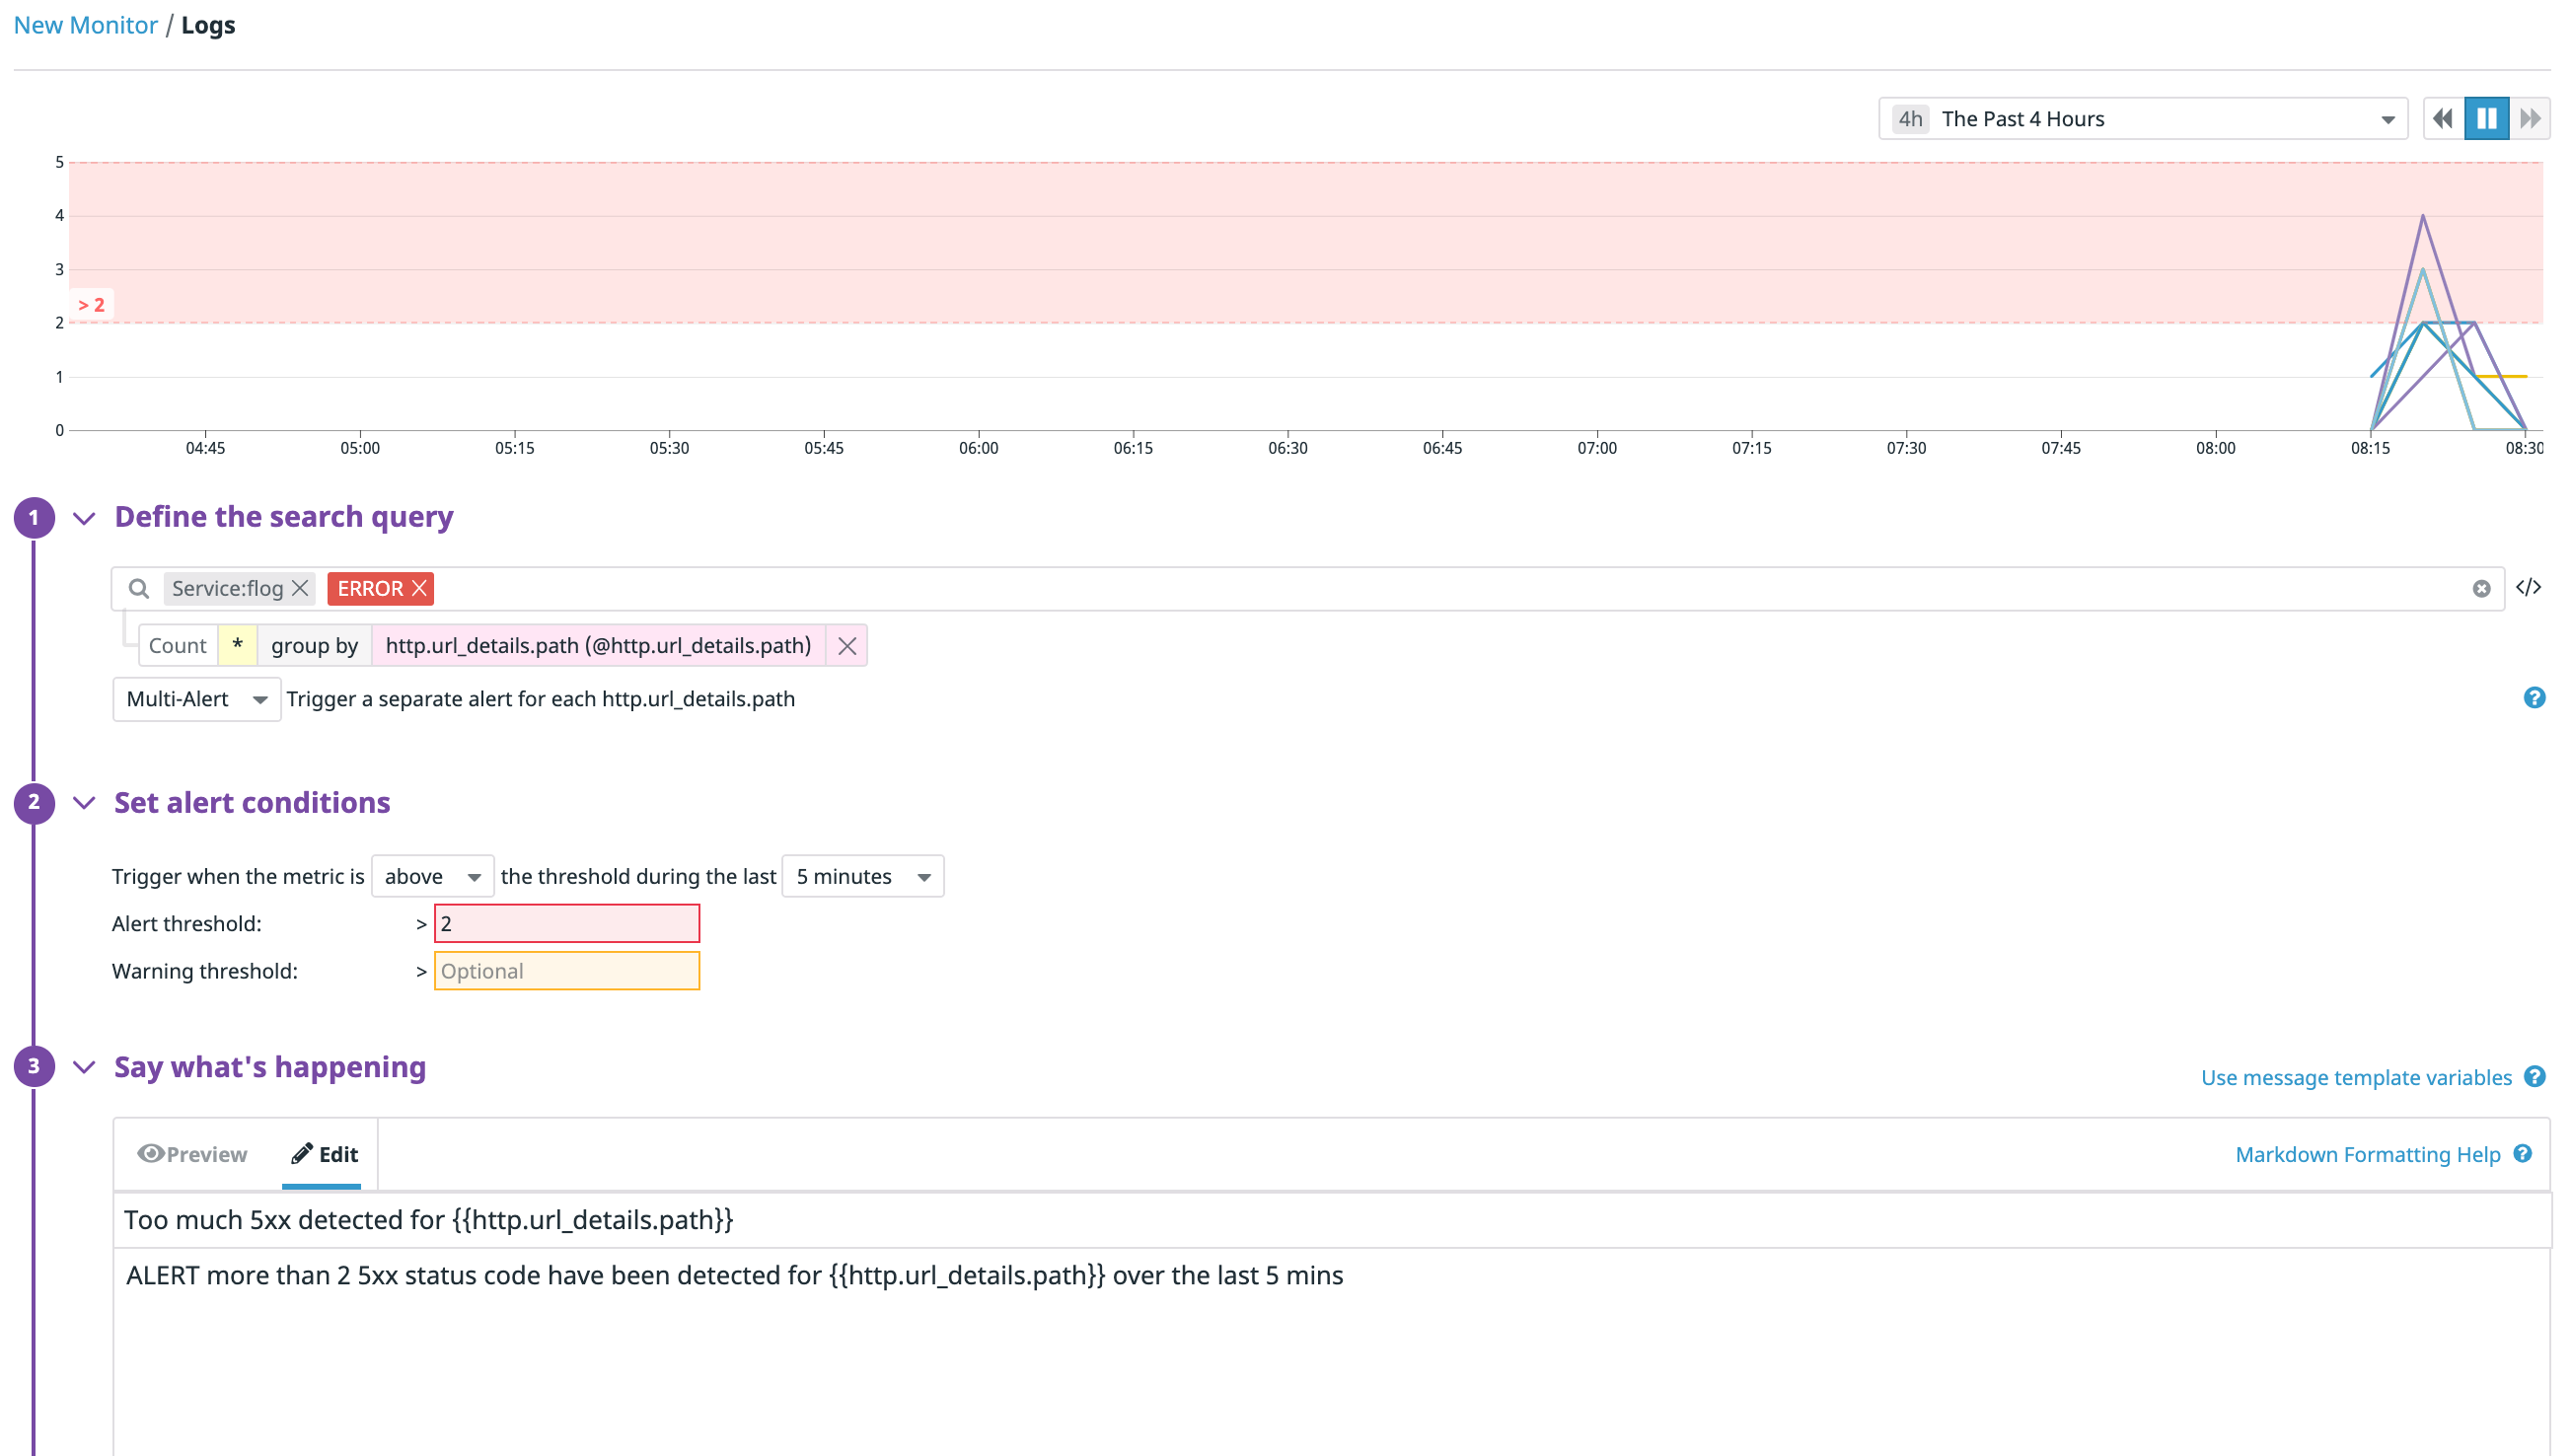 New Monitor / Logs
4h The Past 4 Hours
5
4
3
> 2
2
1
0
04:45 05:00 05:15 05:30 05:45 06:00 06:15 06:30 06:45 07:00 07:15 07:30 07:45 08:00 08:15 08:30
1 Define the search query
Service:flog ERROR </>
Count * group by http.url_details.path (@http.url_details.path)
Multi-Alert Trigger a separate alert for each http.url_details.path ?
2 Set alert conditions
Trigger when the metric is above the threshold during the last 5 minutes
Alert threshold: > 2
Warning threshold: > Optional
3 Say what's happening
Use message template variables ?
Preview Edit Markdown Formatting Help ?
Too much 5xx detected for {{http.url_details.path}}
ALERT more than 2 5xx status code have been detected for {{http.url_details.path}} over the last 5 mins